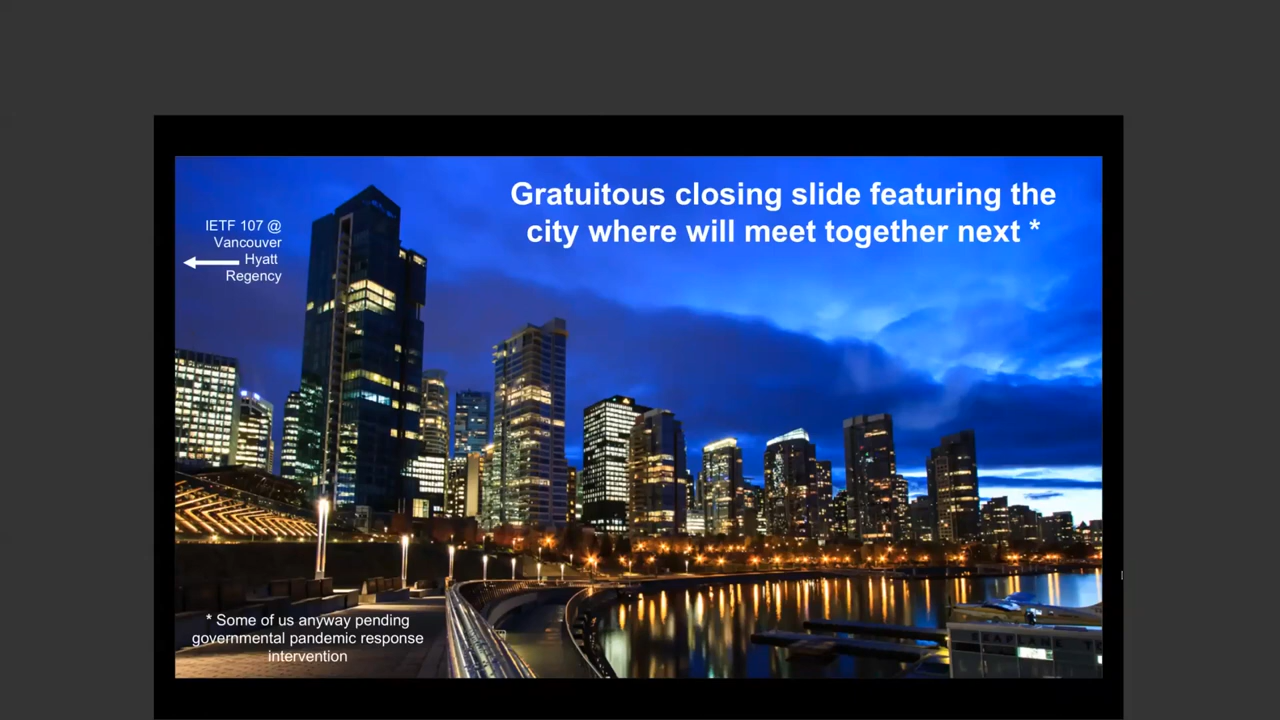 Gratuitous closing slide featuring the
city where will meet together next *
IETF 107 @
Vancouver
Hyatt
Regency
* Some of us anyway pending
governmental pandemic response
intervention